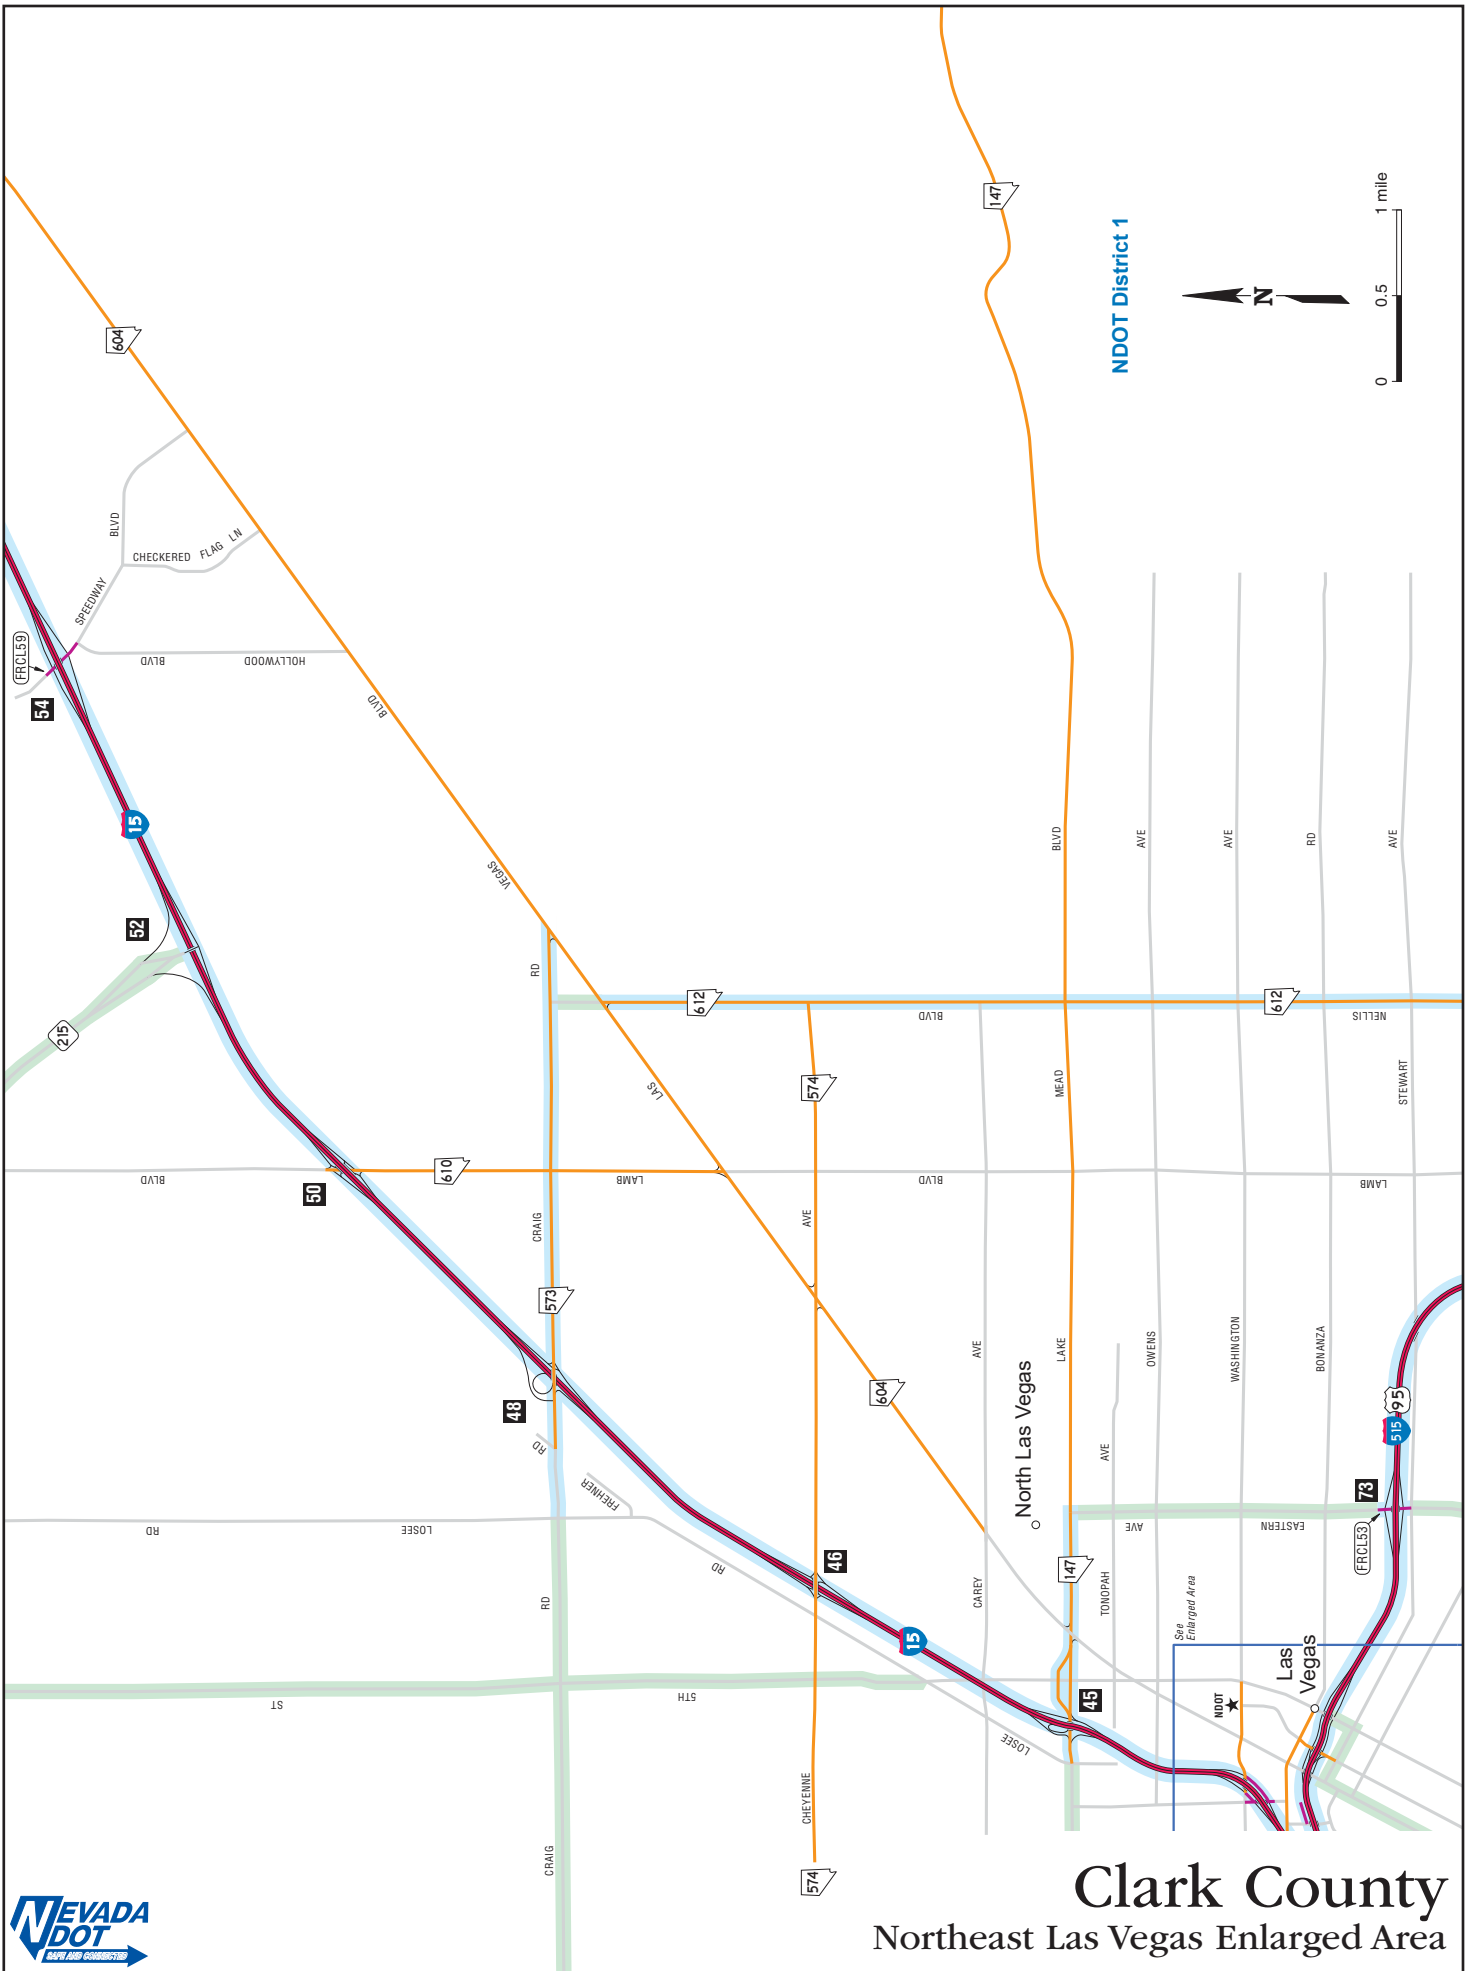 604
147
NDOT District 1
N
0
0.5
1 mile
BLVD
CHECKERED
FLAG
LN
SPEEDWAY
FRCL59
54
BLVD
HOLLYWOOD
BLVD
15
52
215
VEGAS
RD
612
BLVD
612
NELLIS
BLVD
AVE
AVE
RD
AVE
LAS
574
MEAD
STEWART
BLVD
50
610
LAMB
BLVD
LAMB
CRAIG
AVE
573
48
RD
FREHNER
604
AVE
LAKE
OWENS
WASHINGTON
BONANZA
North Las Vegas
AVE
95
515
73
FRCL53
RD
LOSEE
RD
46
RD
147
AVE
EASTERN
CAREY
TONOPAH
See
Enlarged Area
15
ST
5TH
LOSEE
45
NDOT
Las
Vegas
CHEYENNE
CRAIG
574
NEVADA
DOT
SAFE AND CONNECTED
Clark County
Northeast Las Vegas Enlarged Area